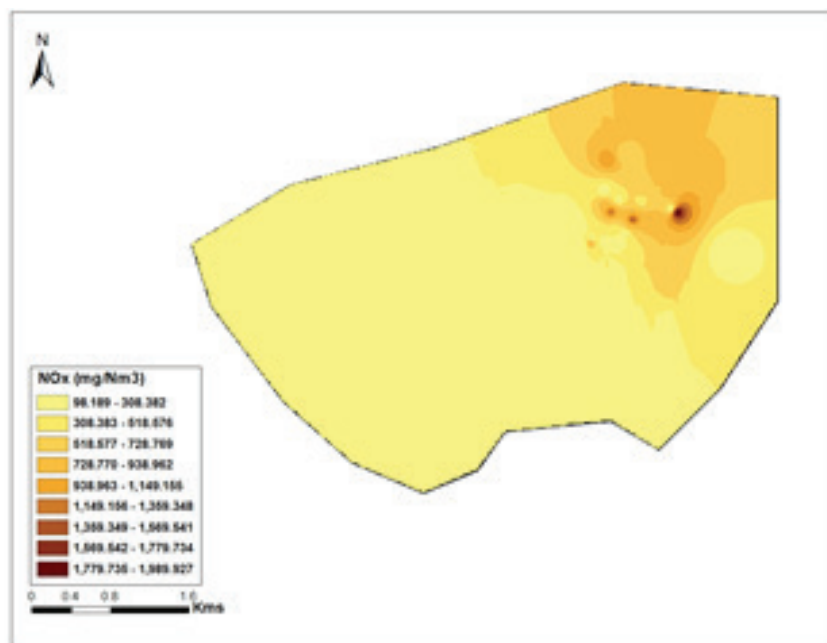 N
NOx (mg/Nm3)
98.189 - 308.382
308.383 - 518.576
518.577 - 728.769
728.770 - 938.962
938.963 - 1,149.155
1,149.156 - 1,359.348
1,359.349 - 1,569.541
1,569.542 - 1,779.734
1,779.735 - 1,989.927
0 0.4 0.8 1.6
Kms